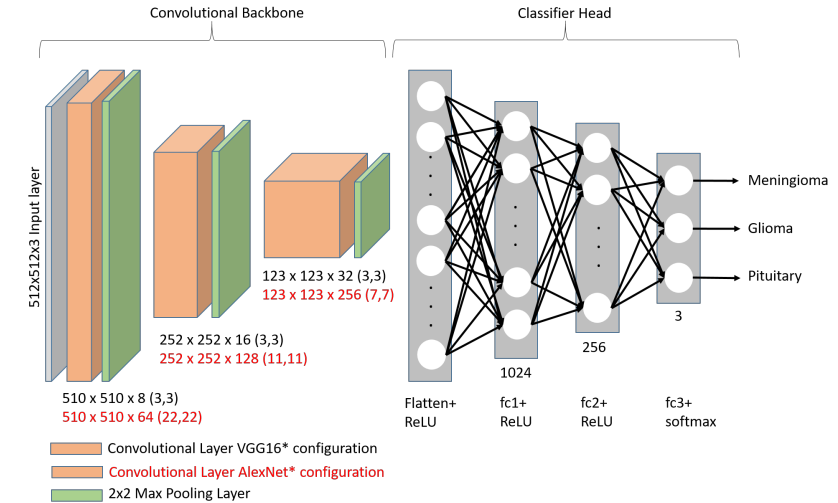 Convolutional Backbone
Classifier Head
512x512x3 Input layer
510 x 510 x 8 (3,3)
510 x 510 x 64 (22,22)
252 x 252 x 16 (3,3)
252 x 252 x 128 (11,11)
123 x 123 x 32 (3,3)
123 x 123 x 256 (7,7)
Meningioma
Glioma
Pituitary
1024
256
3
Flatten+
ReLU
fc1+
ReLU
fc2+
ReLU
fc3+
softmax
Convolutional Layer VGG16* configuration
Convolutional Layer AlexNet* configuration
2x2 Max Pooling Layer